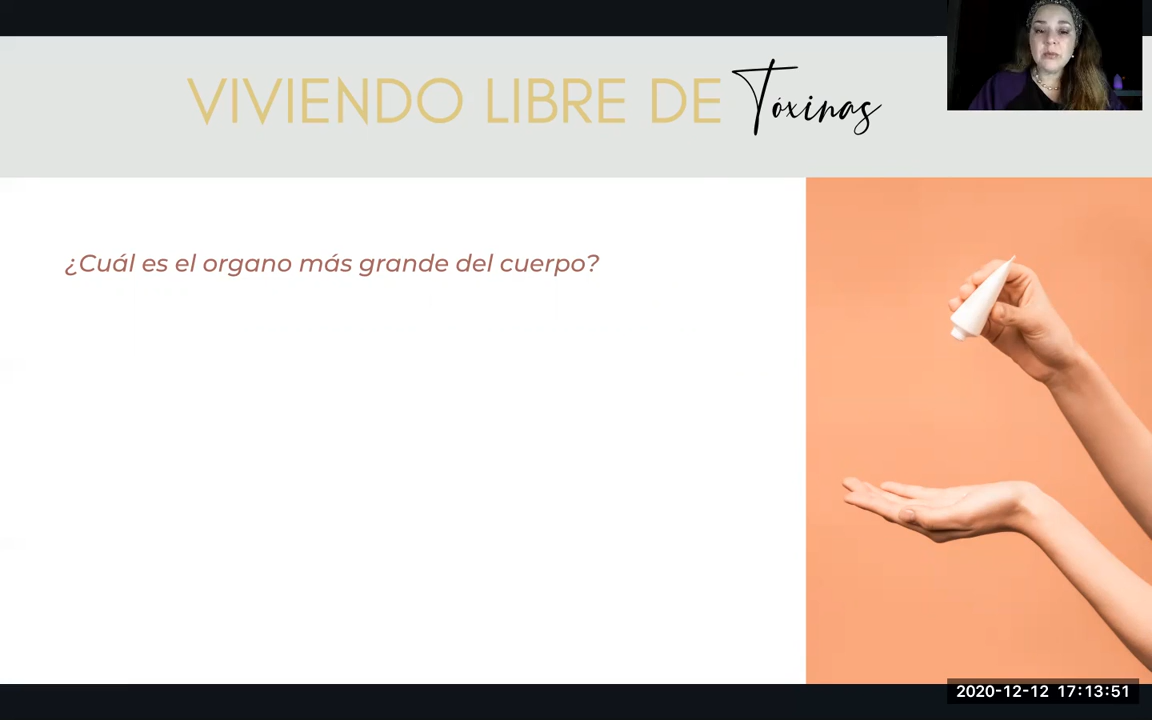 VIVIENDO LIBRE DE Tóxinas
¿Cuál es el organo más grande del cuerpo?
2020-12-12 17:13:51